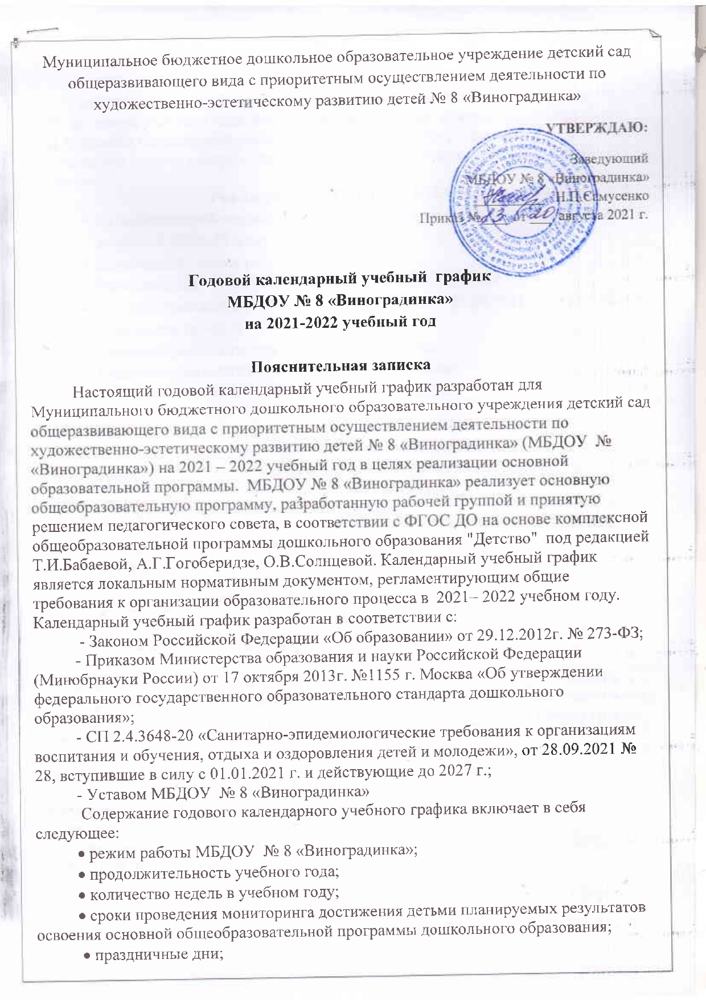 Муниципальное бюджетное дошкольное образовательное учреждение детский сад
общеразвивающего вида с приоритетным осуществлением деятельности по
художественно-эстетическому развитию детей № 8 «Виноградинка»
УТВЕРЖДАЮ:
Заведующий
МБДОУ № 8 «Виноградинка»
Н.П.Самусенко
Приказ № от 20 августа 2021 г.
Годовой календарный учебный график
МБДОУ № 8 «Виноградинка»
на 2021-2022 учебный год
Пояснительная записка
Настоящий годовой календарный учебный график разработан для
Муниципального бюджетного дошкольного образовательного учреждения детский сад
общеразвивающего вида с приоритетным осуществлением деятельности по
художественно-эстетическому развитию детей № 8 «Виноградинка» (МБДОУ №
«Виноградинка») на 2021 – 2022 учебный год в целях реализации основной
образовательной программы. МБДОУ № 8 «Виноградинка» реализует основную
общеобразовательную программу, разработанную рабочей группой и принятую
решением педагогического совета, в соответствии с ФГОС ДО на основе комплексной
общеобразовательной программы дошкольного образования "Детство" под редакцией
Т.И.Бабаевой, А.Г.Гогоберидзе, О.В.Солнцевой. Календарный учебный график
является локальным нормативным документом, регламентирующим общие
требования к организации образовательного процесса в 2021– 2022 учебном году.
Календарный учебный график разработан в соответствии с:
- Законом Российской Федерации «Об образовании» от 29.12.2012г. № 273-ФЗ;
- Приказом Министерства образования и науки Российской Федерации
(Минобрнауки России) от 17 октября 2013г. №1155 г. Москва «Об утверждении
федерального государственного образовательного стандарта дошкольного
образования»;
- СП 2.4.3648-20 «Санитарно-эпидемиологические требования к организациям
воспитания и обучения, отдыха и оздоровления детей и молодежи», от 28.09.2021 №
28, вступившие в силу с 01.01.2021 г. и действующие до 2027 г.;
- Уставом МБДОУ № 8 «Виноградинка»
Содержание годового календарного учебного графика включает в себя
следующее:
• режим работы МБДОУ № 8 «Виноградинка»;
• продолжительность учебного года;
• количество недель в учебном году;
• сроки проведения мониторинга достижения детьми планируемых результатов
освоения основной общеобразовательной программы дошкольного образования;
• праздничные дни;